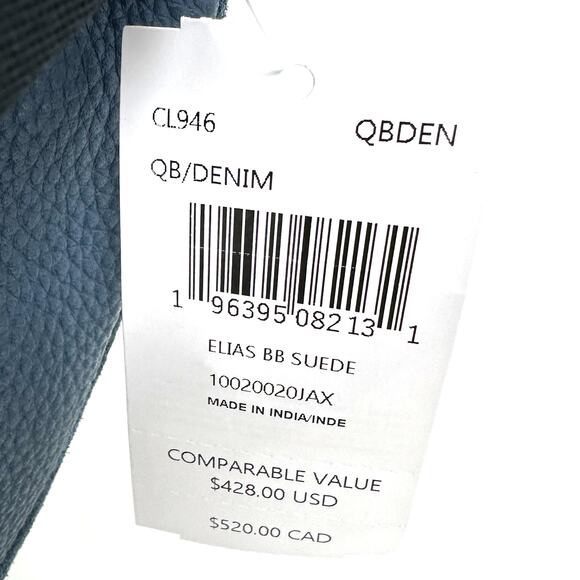 CL946 QBDEN
QB/DENIM
1 96395 08213 1
ELIAS BB SUEDE
10020020JAX
MADE IN INDIA/INDE
COMPARABLE VALUE
$428.00 USD
$520.00 CAD